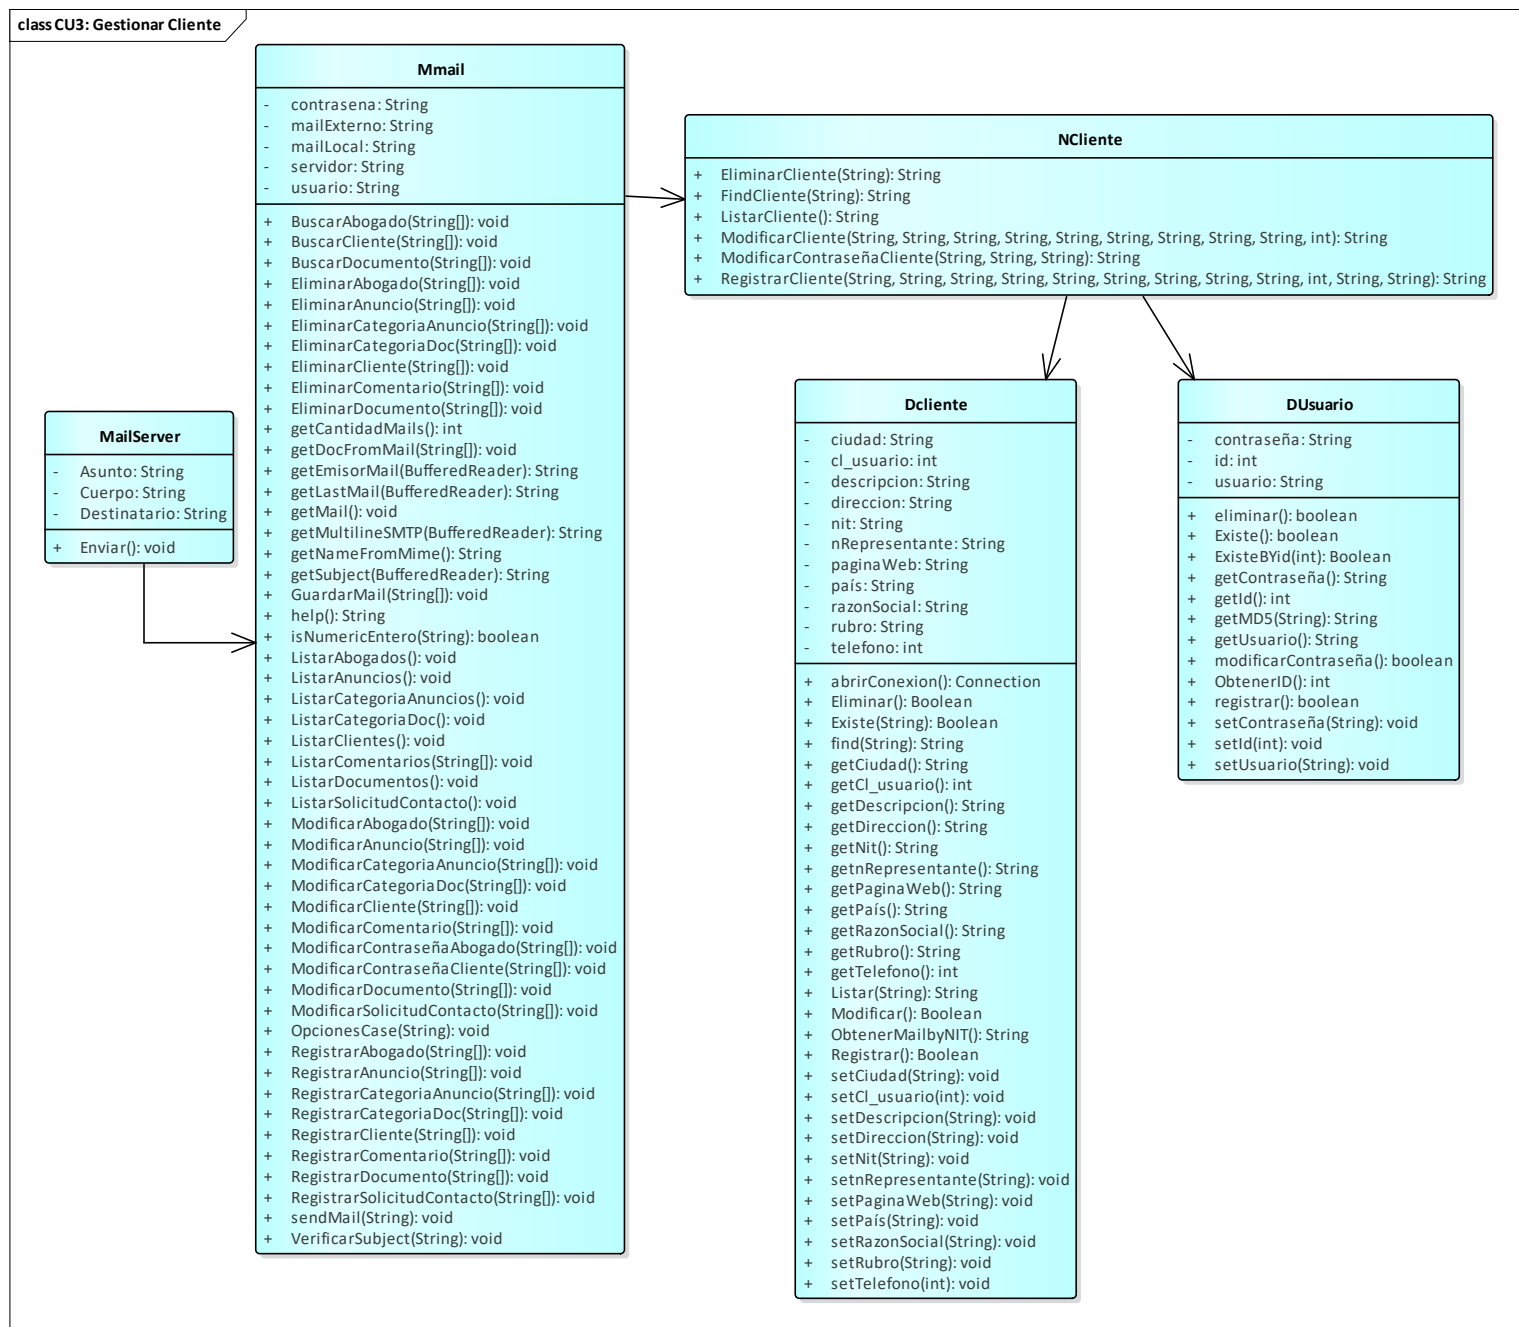 class CU3: Gestionar Cliente
Mmail
- contrasena: String
- mailExterno: String
- mailLocal: String
- servidor: String
- usuario: String
+ BuscarAbogado(String[]): void
+ BuscarCliente(String[]): void
+ BuscarDocumento(String[]): void
+ EliminarAbogado(String[]): void
+ EliminarAnuncio(String[]): void
+ EliminarCategoriaAnuncio(String[]): void
+ EliminarCategoriaDoc(String[]): void
+ EliminarCliente(String[]): void
+ EliminarComentario(String[]): void
+ EliminarDocumento(String[]): void
+ getCantidadMails(): int
+ getDocFromMail(String[]): void
+ getEmisorMail(BufferedReader): String
+ getLastMail(BufferedReader): String
+ getMail(): void
+ getMultilineSMTP(BufferedReader): String
+ getNameFromMime(): String
+ getSubject(BufferedReader): String
+ GuardarMail(String[]): void
+ help(): String
+ isNumericEntero(String): boolean
+ ListarAbogados(): void
+ ListarAnuncios(): void
+ ListarCategoriaAnuncios(): void
+ ListarCategoriaDoc(): void
+ ListarClientes(): void
+ ListarComentarios(String[]): void
+ ListarDocumentos(): void
+ ListarSolicitudContacto(): void
+ ModificarAbogado(String[]): void
+ ModificarAnuncio(String[]): void
+ ModificarCategoriaAnuncio(String[]): void
+ ModificarCategoriaDoc(String[]): void
+ ModificarCliente(String[]): void
+ ModificarComentario(String[]): void
+ ModificarContraseñaAbogado(String[]): void
+ ModificarContraseñaCliente(String[]): void
+ ModificarDocumento(String[]): void
+ ModificarSolicitudContacto(String[]): void
+ OpcionesCase(String): void
+ RegistrarAbogado(String[]): void
+ RegistrarAnuncio(String[]): void
+ RegistrarCategoriaAnuncio(String[]): void
+ RegistrarCategoriaDoc(String[]): void
+ RegistrarCliente(String[]): void
+ RegistrarComentario(String[]): void
+ RegistrarDocumento(String[]): void
+ RegistrarSolicitudContacto(String[]): void
+ sendMail(String): void
+ VerificarSubject(String): void
MailServer
- Asunto: String
- Cuerpo: String
- Destinatario: String
+ Enviar(): void
NCliente
+ EliminarCliente(String): String
+ FindCliente(String): String
+ ListarCliente(): String
+ ModificarCliente(String, String, String, String, String, String, String, String, String, int): String
+ ModificarContraseñaCliente(String, String, String): String
+ RegistrarCliente(String, String, String, String, String, String, String, String, String, int, String, String): String
Dcliente
- ciudad: String
- cl_usuario: int
- descripcion: String
- direccion: String
- nit: String
- nRepresentante: String
- paginaWeb: String
- país: String
- razonSocial: String
- rubro: String
- telefono: int
+ abrirConexion(): Connection
+ Eliminar(): Boolean
+ Existe(String): Boolean
+ find(String): String
+ getCiudad(): String
+ getCl_usuario(): int
+ getDescripcion(): String
+ getDireccion(): String
+ getNit(): String
+ getnRepresentante(): String
+ getPaginaWeb(): String
+ getPaís(): String
+ getRazonSocial(): String
+ getRubro(): String
+ getTelefono(): int
+ Listar(String): String
+ Modificar(): Boolean
+ ObtenerMailbyNIT(): String
+ Registrar(): Boolean
+ setCiudad(String): void
+ setCl_usuario(int): void
+ setDescripcion(String): void
+ setDireccion(String): void
+ setNit(String): void
+ setnRepresentante(String): void
+ setPaginaWeb(String): void
+ setPaís(String): void
+ setRazonSocial(String): void
+ setRubro(String): void
+ setTelefono(int): void
DUsuario
- contraseña: String
- id: int
- usuario: String
+ eliminar(): boolean
+ Existe(): boolean
+ ExisteBYid(int): Boolean
+ getContraseña(): String
+ getId(): int
+ getMD5(String): String
+ getUsuario(): String
+ modificarContraseña(): boolean
+ ObtenerID(): int
+ registrar(): boolean
+ setContraseña(String): void
+ setId(int): void
+ setUsuario(String): void